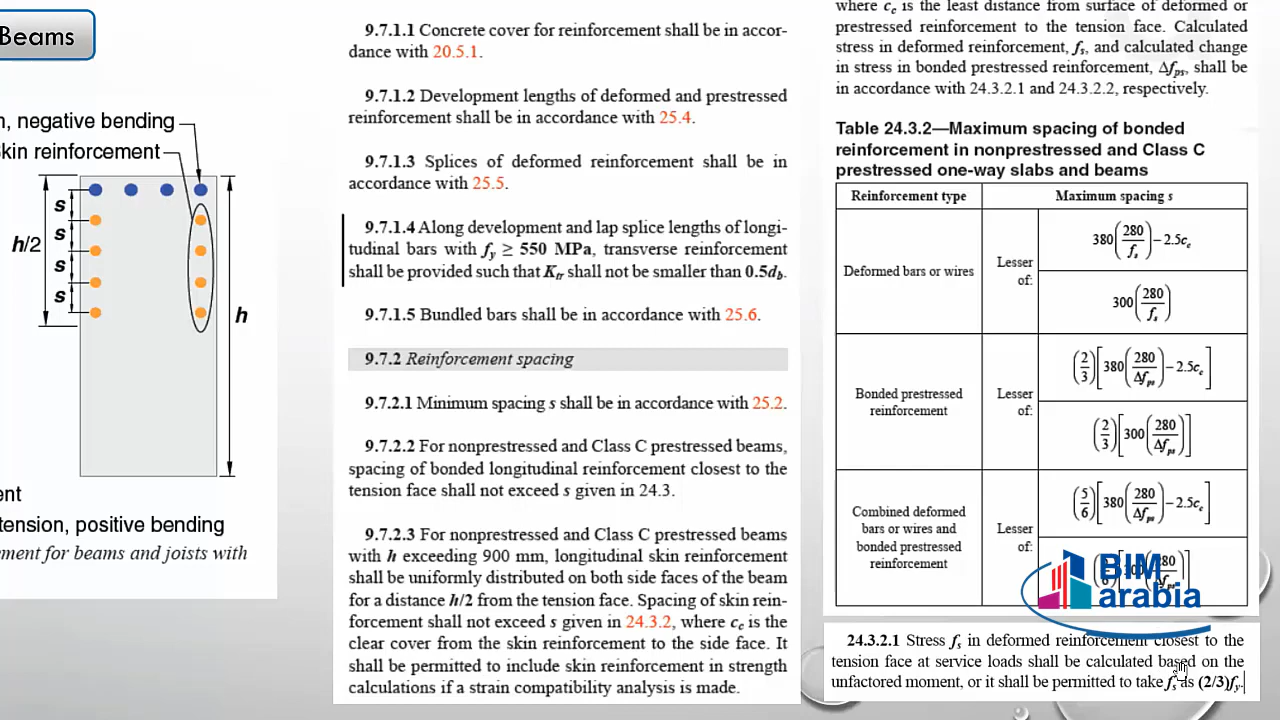 Beams
n, negative bending
kin reinforcement
s
s
h/2
s
s
h
ent
tension, positive bending
ment for beams and joists with
9.7.1.1 Concrete cover for reinforcement shall be in accor-
dance with 20.5.1.
9.7.1.2 Development lengths of deformed and prestressed
reinforcement shall be in accordance with 25.4.
9.7.1.3 Splices of deformed reinforcement shall be in
accordance with 25.5.
9.7.1.4 Along development and lap splice lengths of longi-
tudinal bars with fy ≥ 550 MPa, transverse reinforcement
shall be provided such that Ktr shall not be smaller than 0.5db.
9.7.1.5 Bundled bars shall be in accordance with 25.6.
9.7.2 Reinforcement spacing
9.7.2.1 Minimum spacing s shall be in accordance with 25.2.
9.7.2.2 For nonprestressed and Class C prestressed beams,
spacing of bonded longitudinal reinforcement closest to the
tension face shall not exceed s given in 24.3.
9.7.2.3 For nonprestressed and Class C prestressed beams
with h exceeding 900 mm, longitudinal skin reinforcement
shall be uniformly distributed on both side faces of the beam
for a distance h/2 from the tension face. Spacing of skin rein-
forcement shall not exceed s given in 24.3.2, where cc is the
clear cover from the skin reinforcement to the side face. It
shall be permitted to include skin reinforcement in strength
calculations if a strain compatibility analysis is made.
where cc is the least distance from surface of deformed or
prestressed reinforcement to the tension face. Calculated
stress in deformed reinforcement, fs, and calculated change
in stress in bonded prestressed reinforcement, Δfps, shall be
in accordance with 24.3.2.1 and 24.3.2.2, respectively.
Table 24.3.2—Maximum spacing of bonded
reinforcement in nonprestressed and Class C
prestressed one-way slabs and beams
Reinforcement type Maximum spacing s
Deformed bars or wires
Lesser of:
380(280/fs) – 2.5cc
300(280/fs)
Bonded prestressed
reinforcement
Lesser of:
(2/3)[380(280/Δfps) – 2.5cc]
(2/3)[300(280/Δfps)]
Combined deformed
bars or wires and
bonded prestressed
reinforcement
Lesser of:
(5/6)[380(280/Δfps) – 2.5cc]
BIM
arabia
24.3.2.1 Stress fs in deformed reinforcement closest to the
tension face at service loads shall be calculated based on the
unfactored moment, or it shall be permitted to take fs as (2/3)fy.